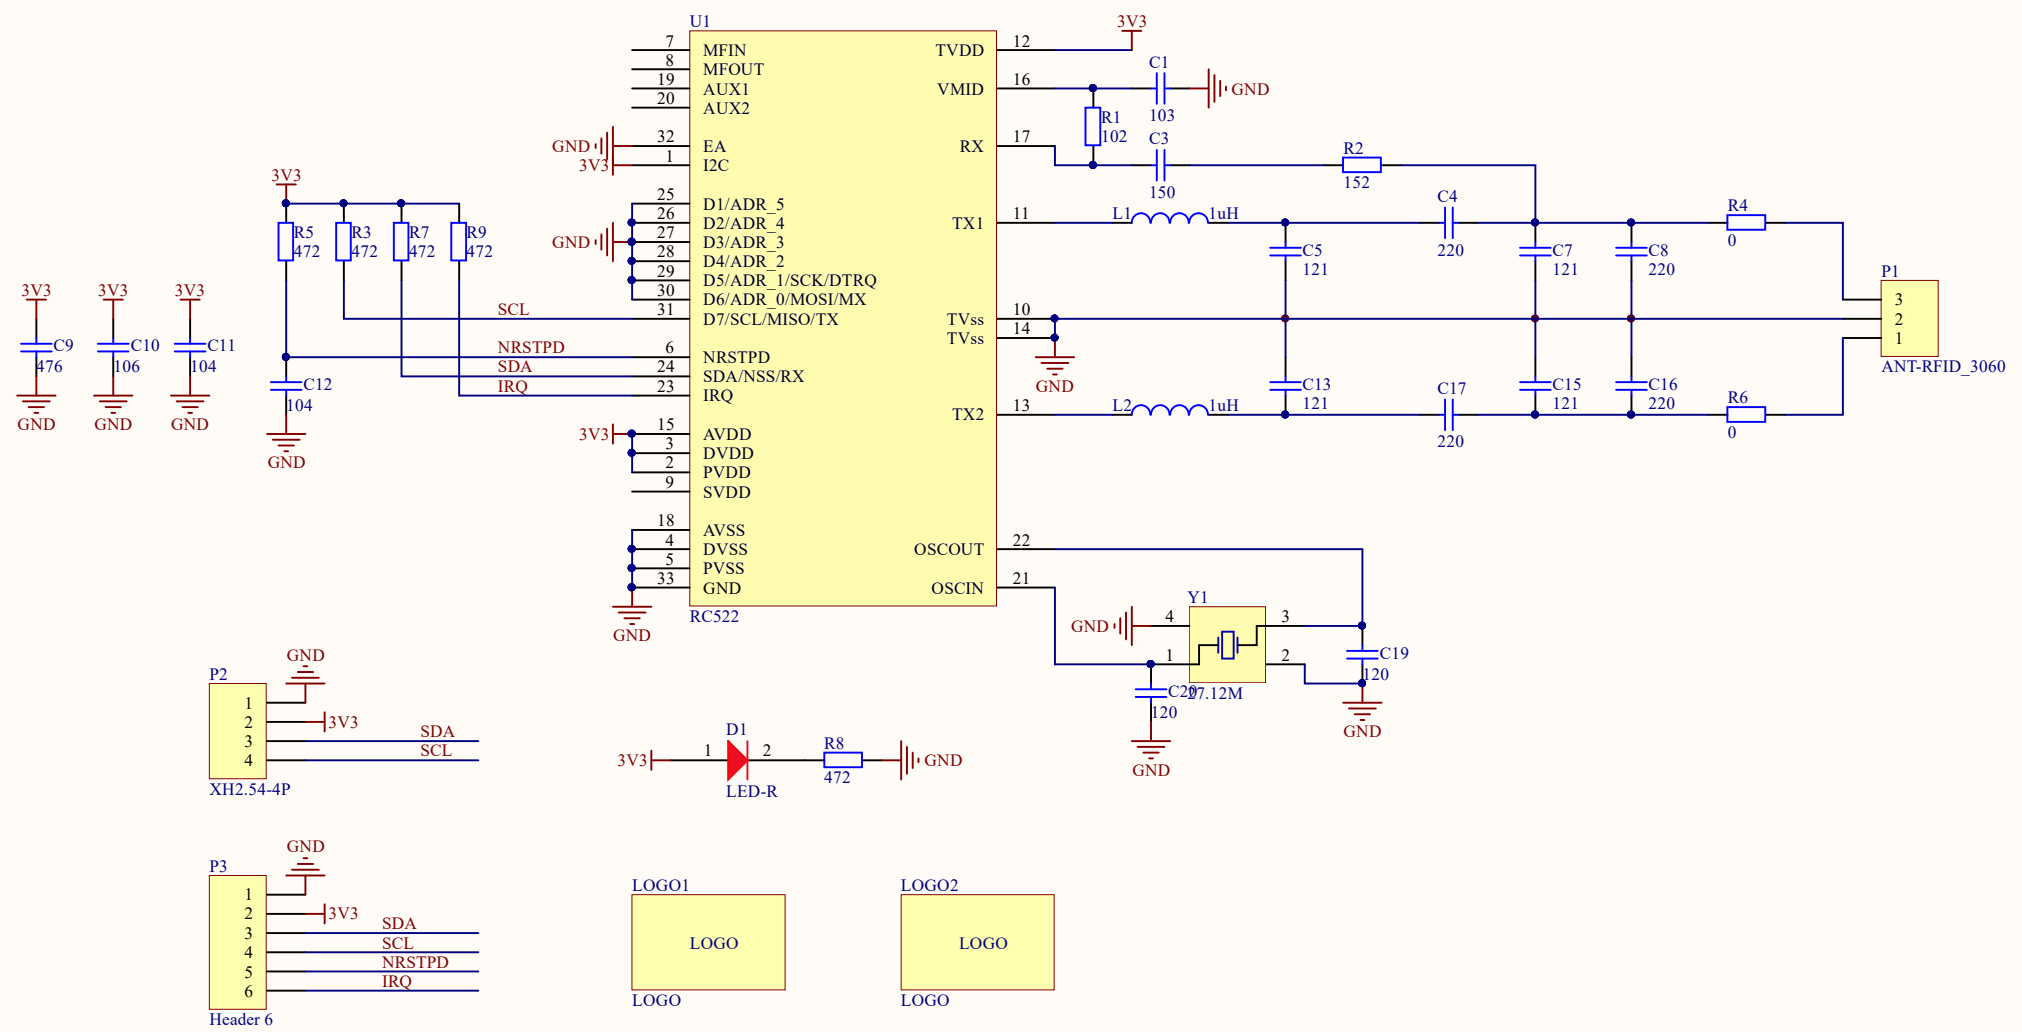 U1
7 MFIN
8 MFOUT
19 AUX1
20 AUX2
GND 32 EA
3V3 1 I2C
25 D1/ADR_5
26 D2/ADR_4
GND 27 D3/ADR_3
28 D4/ADR_2
29 D5/ADR_1/SCK/DTRQ
30 D6/ADR_0/MOSI/MX
SCL 31 D7/SCL/MISO/TX
NRSTPD 6 NRSTPD
SDA 24 SDA/NSS/RX
IRQ 23 IRQ
3V3 15 AVDD
3 DVDD
2 PVDD
9 SVDD
18 AVSS
4 DVSS
5 PVSS
33 GND
GND
RC522
TVDD 12 3V3
VMID 16
RX 17
TX1 11
TVss 10
TVss 14
GND
TX2 13
OSCOUT 22
OSCIN 21
C1
103
GND
R1
102
C3
150
R2
152
L1 1uH
C4
220
R4
0
C5
121
C7
121
C8
220
P1
3
2
1
ANT-RFID_3060
C13
121
C15
121
C16
220
L2 1uH
C17
220
R6
0
3V3
R5
472
R3
472
R7
472
R9
472
3V3
C9
476
GND
3V3
C10
106
GND
3V3
C11
104
GND
C12
104
GND
Y1
GND 4
3
1
2
27.12M
C20
120
GND
C19
120
GND
P2
GND
1
2 3V3
3 SDA
4 SCL
XH2.54-4P
D1
3V3 1 2
LED-R
R8
472
GND
P3
GND
1
2 3V3
3 SDA
4 SCL
5 NRSTPD
6 IRQ
Header 6
LOGO1
LOGO
LOGO
LOGO2
LOGO
LOGO